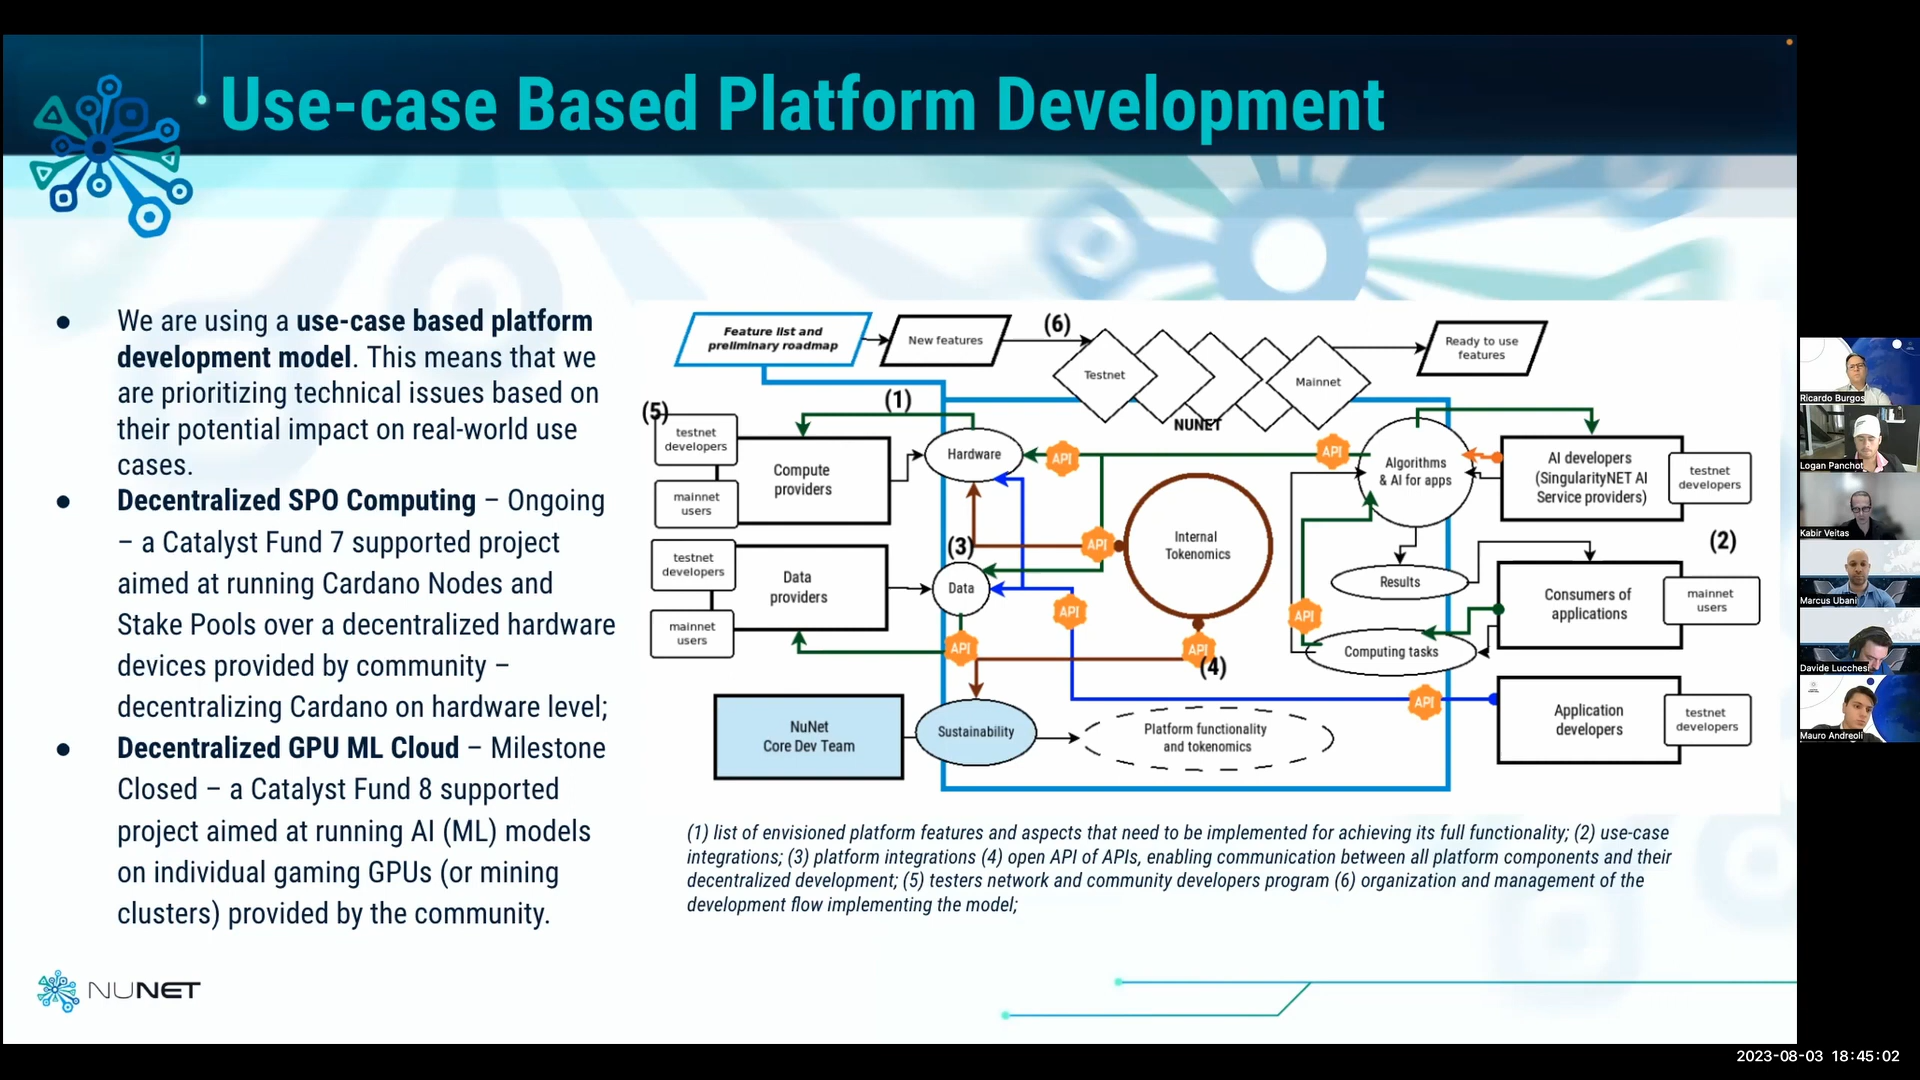 Use-case Based Platform Development
● We are using a use-case based platform
development model. This means that we
are prioritizing technical issues based on
their potential impact on real-world use
cases.
● Decentralized SPO Computing – Ongoing
– a Catalyst Fund 7 supported project
aimed at running Cardano Nodes and
Stake Pools over a decentralized hardware
devices provided by community –
decentralizing Cardano on hardware level;
● Decentralized GPU ML Cloud – Milestone
Closed – a Catalyst Fund 8 supported
project aimed at running AI (ML) models
on individual gaming GPUs (or mining
clusters) provided by the community.
Feature list and
preliminary roadmap
New features
(6)
Testnet
Mainnet
Ready to use
features
NUNET
(1)
(5)
testnet
developers
mainnet
users
Compute
providers
Hardware
API
API
Algorithms
& AI for apps
AI developers
(SingularityNET AI
Service providers)
testnet
developers
(2)
testnet
developers
mainnet
users
Data
providers
(3)
Data
API
Internal
Tokenomics
API
API
Results
Consumers of
applications
mainnet
users
API
API
(4)
Computing tasks
NuNet
Core Dev Team
Sustainability
Platform functionality
and tokenomics
API
Application
developers
testnet
developers
(1) list of envisioned platform features and aspects that need to be implemented for achieving its full functionality; (2) use-case
integrations; (3) platform integrations (4) open API of APIs, enabling communication between all platform components and their
decentralized development; (5) testers network and community developers program (6) organization and management of the
development flow implementing the model;
NUNET
Ricardo Burgos
Logan Panchot
Kabir Veitas
Marcus Ubani
Davide Lucchesi
Mauro Andreoli
2023-08-03 18:45:02